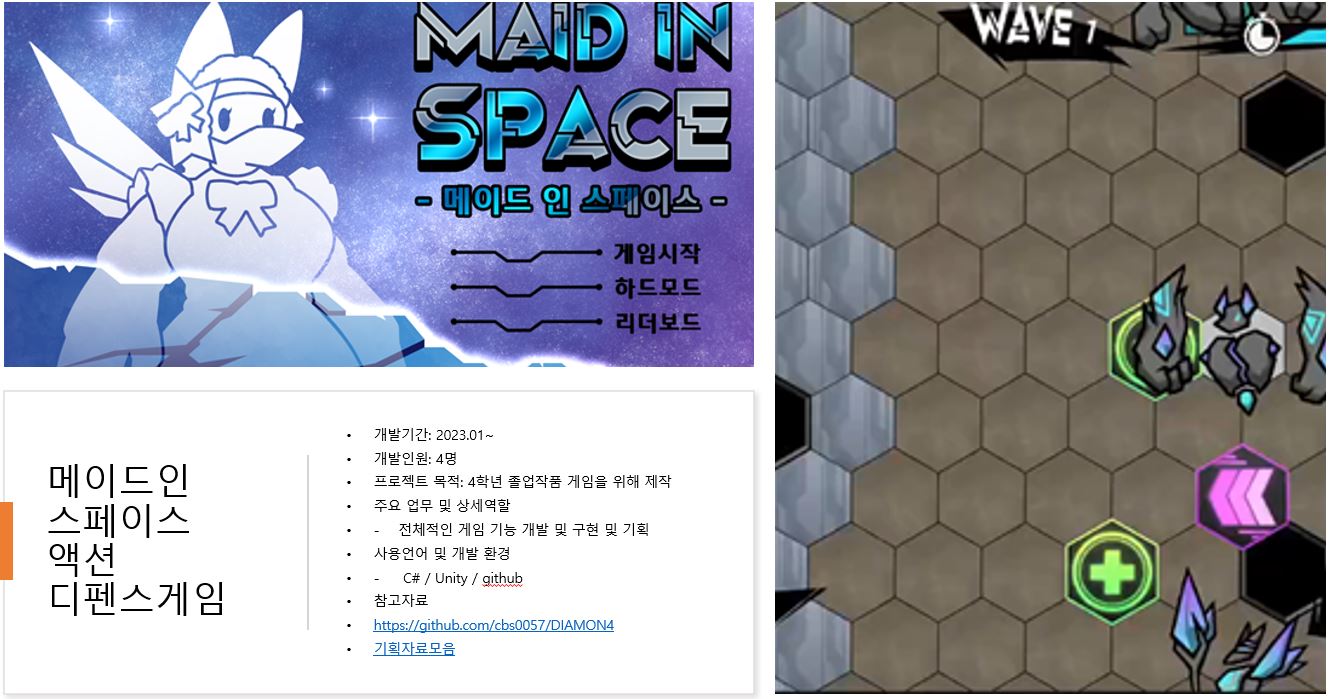 MAID IN
SPACE
- 메이드 인 스페이스 -
게임시작
하드모드
리더보드
WAVE 1
메이드인
스페이스
액션
디펜스게임
• 개발기간: 2023.01~
• 개발인원: 4명
• 프로젝트 목적: 4학년 졸업작품 게임을 위해 제작
• 주요 업무 및 상세역할
• - 전체적인 게임 기능 개발 및 구현 및 기획
• 사용언어 및 개발 환경
• - C# / Unity / github
• 참고자료
• https://github.com/cbs0057/DIAMON4
• 기획자료모음